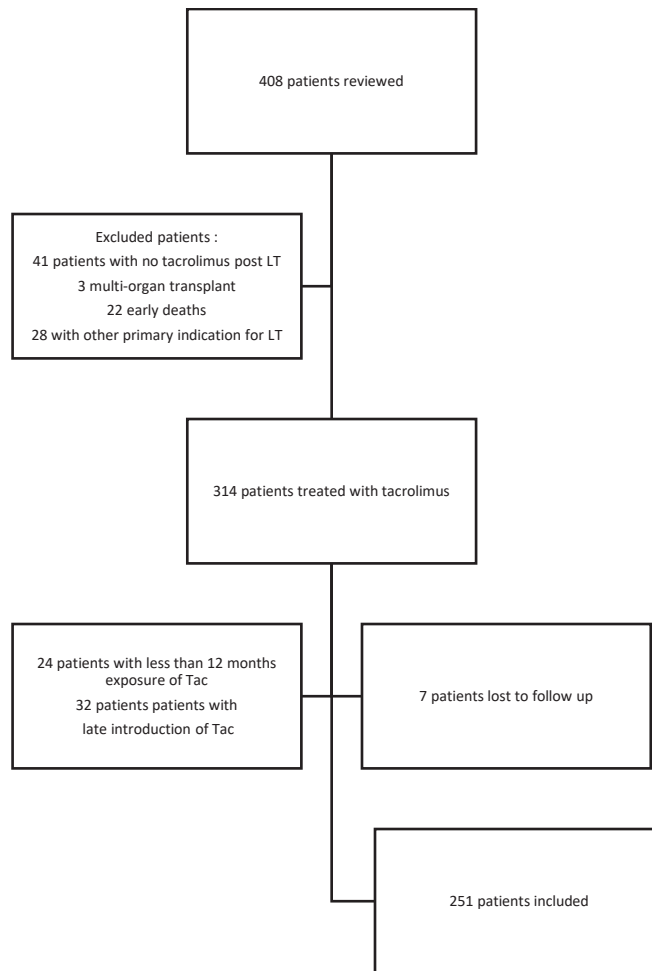 408 patients reviewed
Excluded patients :
41 patients with no tacrolimus post LT
3 multi-organ transplant
22 early deaths
28 with other primary indication for LT
314 patients treated with tacrolimus
24 patients with less than 12 months
exposure of Tac
32 patients patients with
late introduction of Tac
7 patients lost to follow up
251 patients included